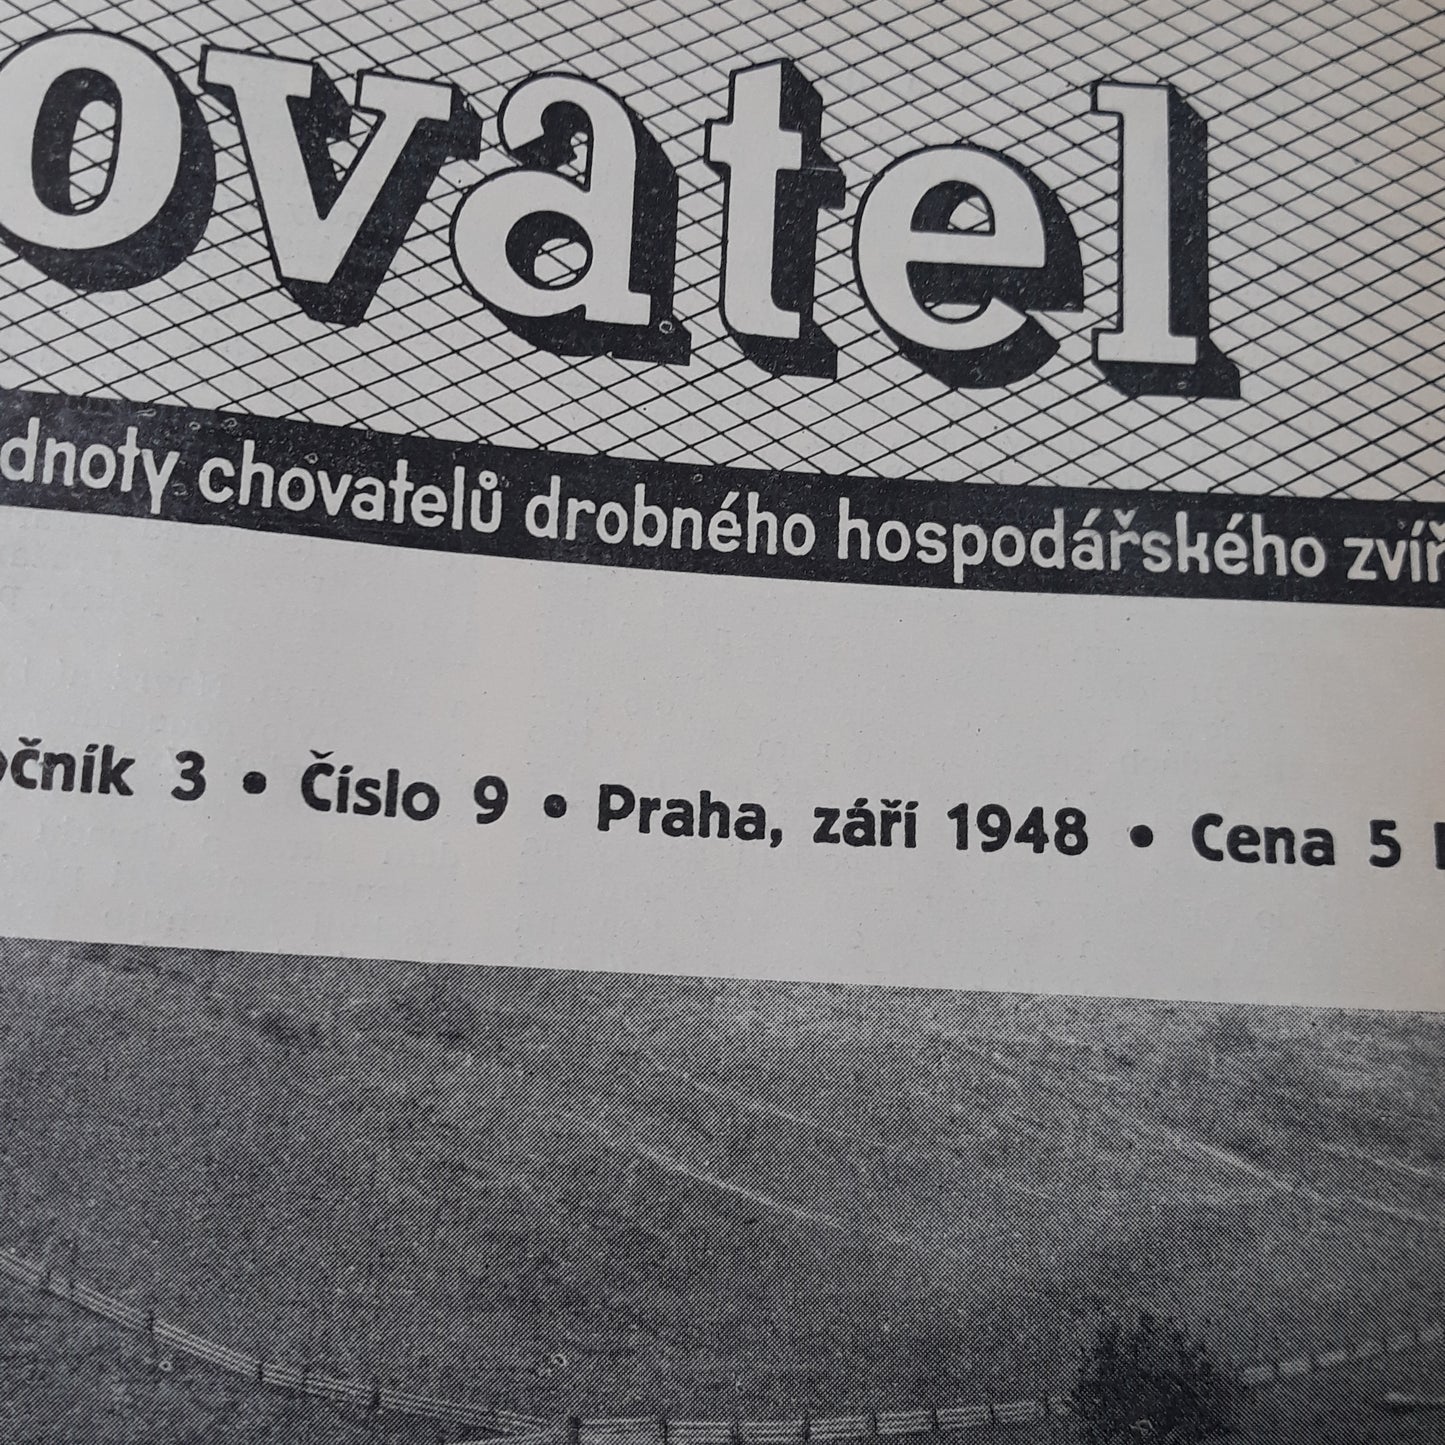 ovatel
dnoty chovatelů drobného hospodářského zvíř
očník 3 • Číslo 9 • Praha, září 1948 • Cena 5